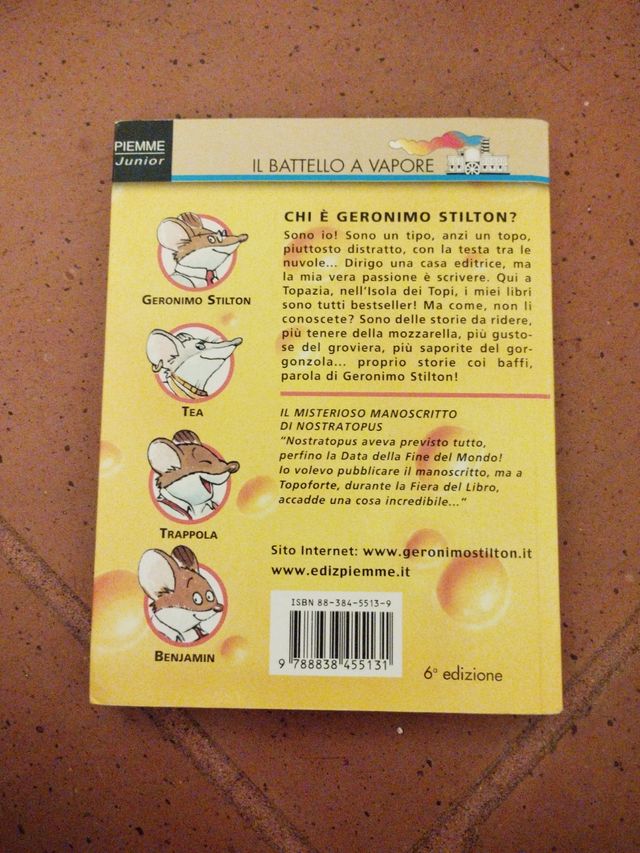 PIEMME
Junior
IL BATTELLO A VAPORE
GERONIMO STILTON
TEA
TRAPPOLA
BENJAMIN
CHI È GERONIMO STILTON?
Sono io! Sono un tipo, anzi un topo,
piuttosto distratto, con la testa tra le
nuvole... Dirigo una casa editrice, ma
la mia vera passione è scrivere. Qui a
Topazia, nell'Isola dei Topi, i miei libri
sono tutti bestseller! Ma come, non li
conoscete? Sono delle storie da ridere,
più tenere della mozzarella, più gusto-
se del groviera, più saporite del gor-
gonzola... proprio storie coi baffi,
parola di Geronimo Stilton!
IL MISTERIOSO MANOSCRITTO
DI NOSTRATOPUS
"Nostratopus aveva previsto tutto,
perfino la Data della Fine del Mondo!
Io volevo pubblicare il manoscritto, ma a
Topoforte, durante la Fiera del Libro,
accadde una cosa incredibile..."
Sito Internet: www.geronimostilton.it
www.edizpiemme.it
ISBN 88-384-5513-9
9 788838 455131
6° edizione